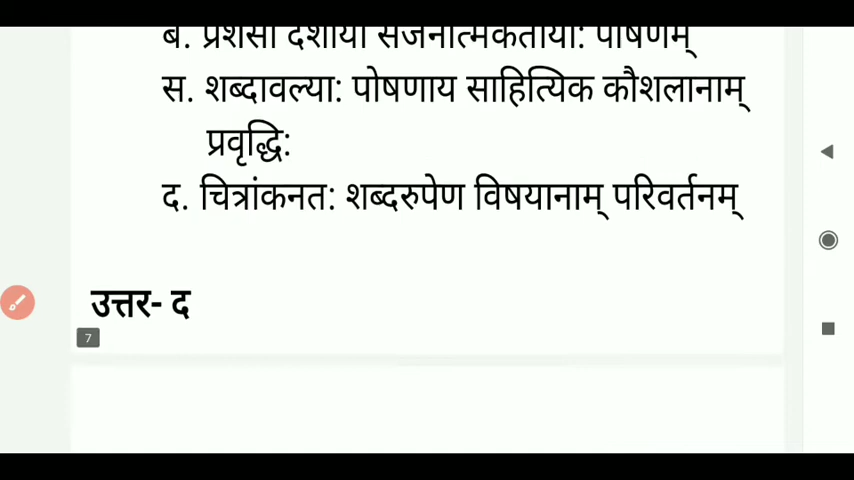 ब. प्रशंसा दशायां सर्जनात्मकतायाः पोषणम्
स. शब्दावल्या: पोषणाय साहित्यिक कौशलानाम्
प्रवृद्धि:
द. चित्रांकनत: शब्दरुपेण विषयानाम् परिवर्तनम्
उत्तर- द
7